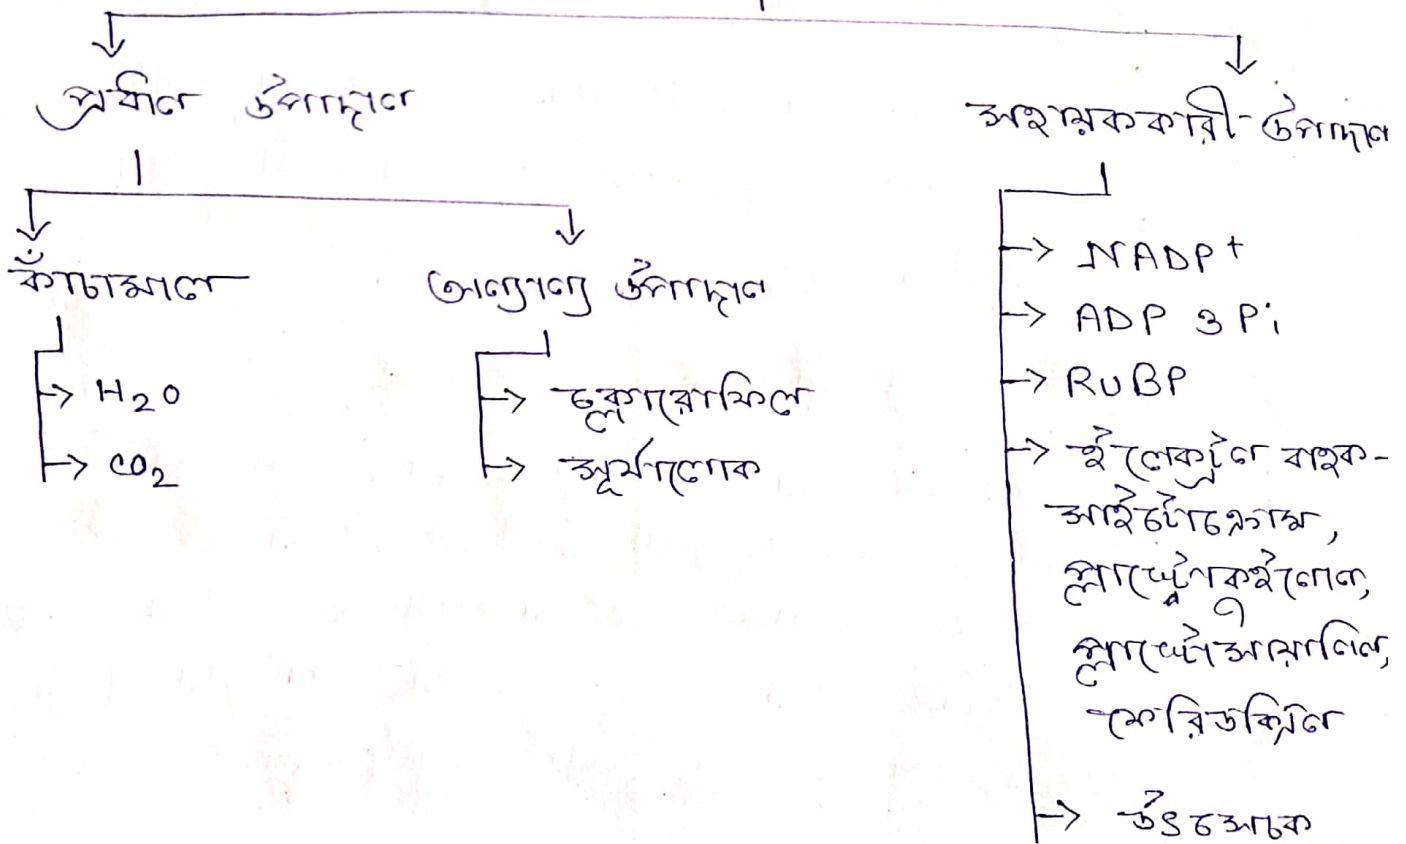 প্রধান উপাদান
সহায়ককারী উপাদান
কাঁচামাল
অন্যান্য উপাদান
H2O
CO2
ক্লোরোফিল
সূর্যালোক
NADP+
ADP ও Pi
RUBP
ইলেকট্রন বাহক-
সাইটোক্রোম,
প্লাস্টোকুইনোন,
প্লাস্টোসায়ানিন,
ফেরিডক্সিন
উৎসেচক